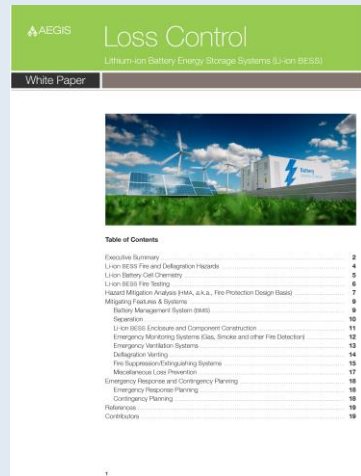 AEGIS
Loss Control
Lithium-ion Battery Energy Storage Systems (Li-ion BESS)
White Paper
Battery
Table of Contents
Executive Summary 2
Li-ion BESS Fire and Deflagration Hazards 4
Li-ion Battery Cell Chemistry 5
Li-ion BESS Fire Testing 6
Hazard Mitigation Analysis (HMA, a.k.a., Fire Protection Design Basis) 7
Mitigating Features & Systems 9
Battery Management System (BMS) 9
Separation 10
Li-ion BESS Enclosure and Component Construction 11
Emergency Monitoring Systems (Gas, Smoke and other Fire Detection) 12
Emergency Ventilation Systems 13
Deflagration Venting 14
Fire Suppression/Extinguishing Systems 15
Miscellaneous Loss Prevention 17
Emergency Response and Contingency Planning 18
Emergency Response Planning 18
Contingency Planning 18
References 19
Contributors 19
1